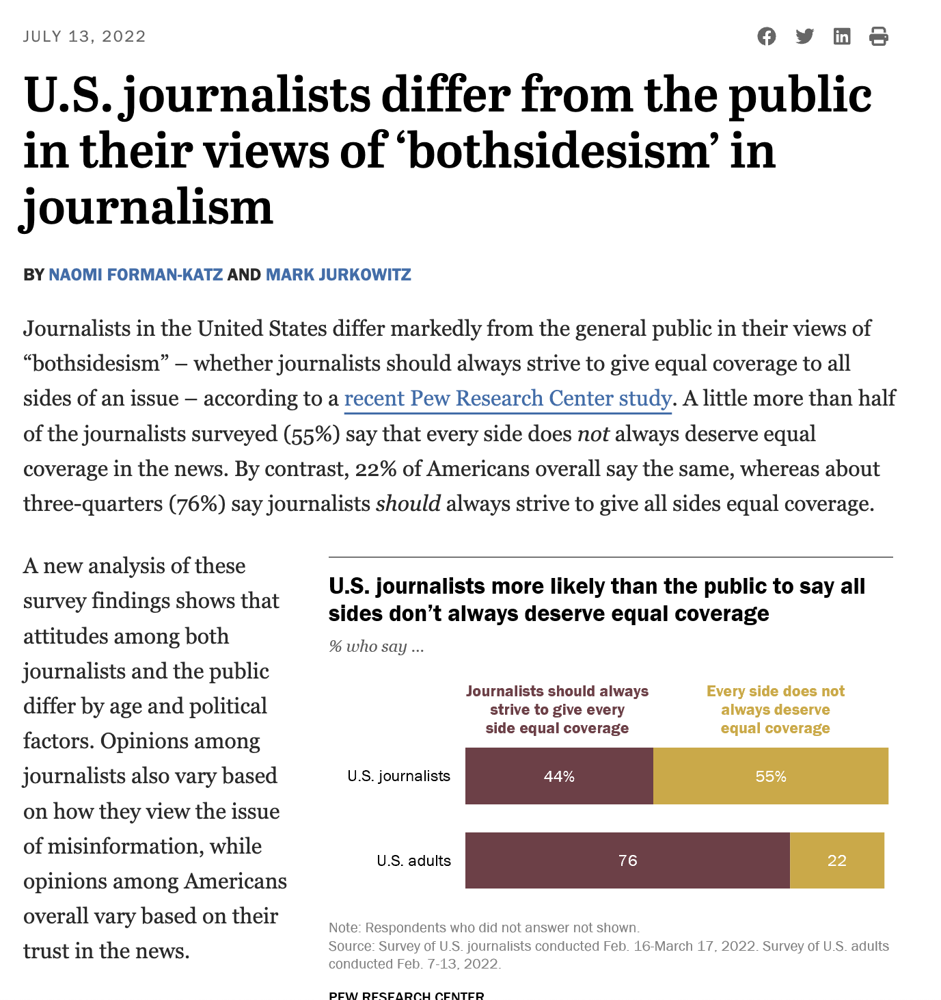 JULY 13, 2022
U.S. journalists differ from the public
in their views of ‘bothsidesism’ in
journalism
BY NAOMI FORMAN-KATZ AND MARK JURKOWITZ
Journalists in the United States differ markedly from the general public in their views of
“bothsidesism” – whether journalists should always strive to give equal coverage to all
sides of an issue – according to a recent Pew Research Center study. A little more than half
of the journalists surveyed (55%) say that every side does not always deserve equal
coverage in the news. By contrast, 22% of Americans overall say the same, whereas about
three-quarters (76%) say journalists should always strive to give all sides equal coverage.
A new analysis of these
survey findings shows that
attitudes among both
journalists and the public
differ by age and political
factors. Opinions among
journalists also vary based
on how they view the issue
of misinformation, while
opinions among Americans
overall vary based on their
trust in the news.
U.S. journalists more likely than the public to say all
sides don’t always deserve equal coverage
% who say ...
Journalists should always
strive to give every
side equal coverage
Every side does not
always deserve
equal coverage
U.S. journalists 44% 55%
U.S. adults 76 22
Note: Respondents who did not answer not shown.
Source: Survey of U.S. journalists conducted Feb. 16-March 17, 2022. Survey of U.S. adults
conducted Feb. 7-13, 2022.
PEW RESEARCH CENTER